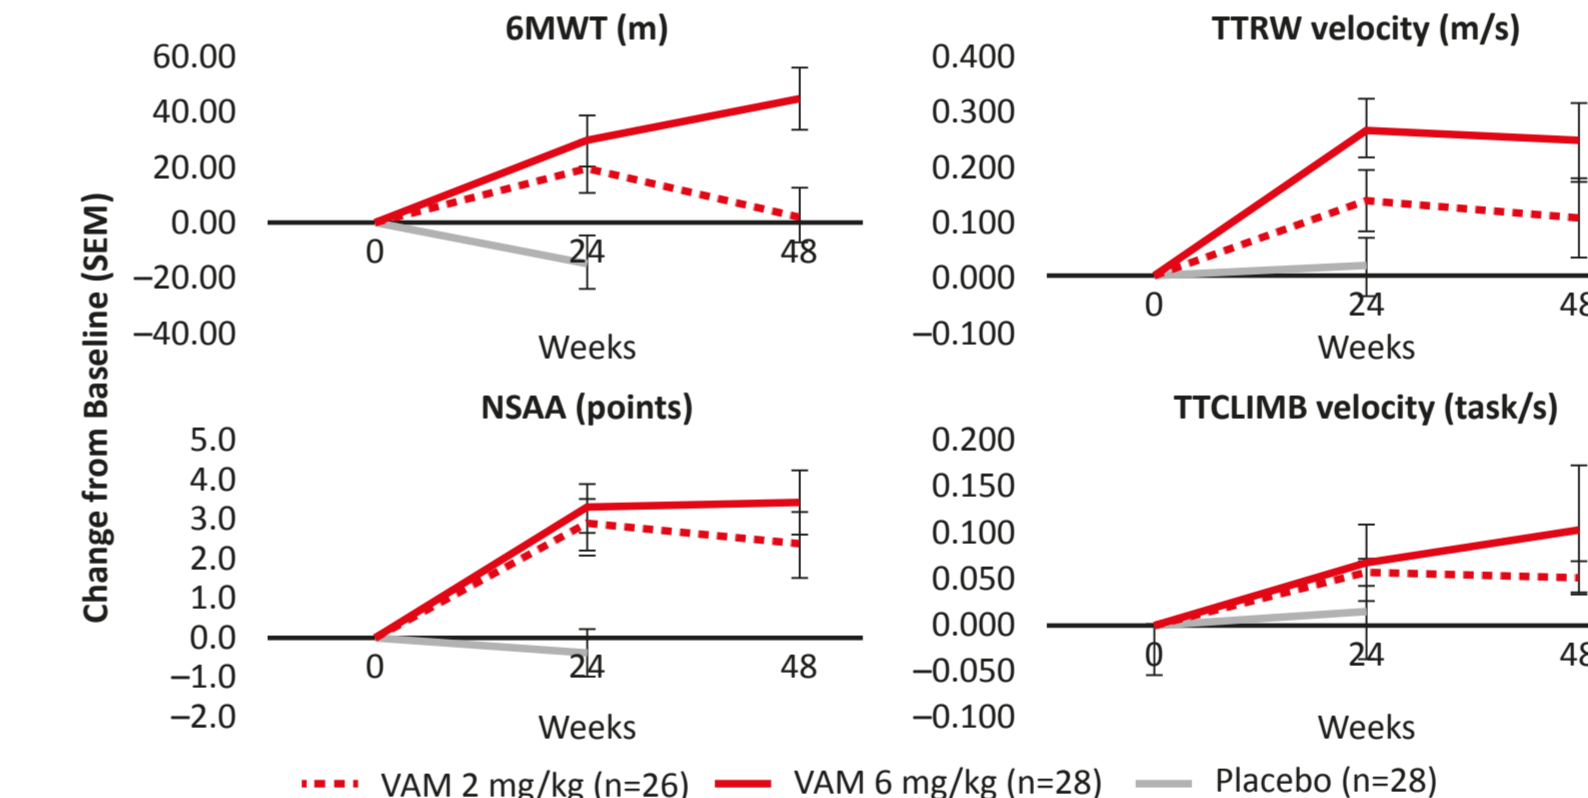 6MWT (m)
60.00
40.00
20.00
0.00
−20.00
−40.00
0 24 48
Weeks
TTRW velocity (m/s)
0.400
0.300
0.200
0.100
0.000
−0.100
0 24 48
Weeks
Change from Baseline (SEM)
NSAA (points)
5.0
4.0
3.0
2.0
1.0
0.0
−1.0
−2.0
0 24 48
Weeks
TTCLIMB velocity (task/s)
0.200
0.150
0.100
0.050
0.000
−0.050
−0.100
0 24 48
Weeks
VAM 2 mg/kg (n=26) VAM 6 mg/kg (n=28) Placebo (n=28)